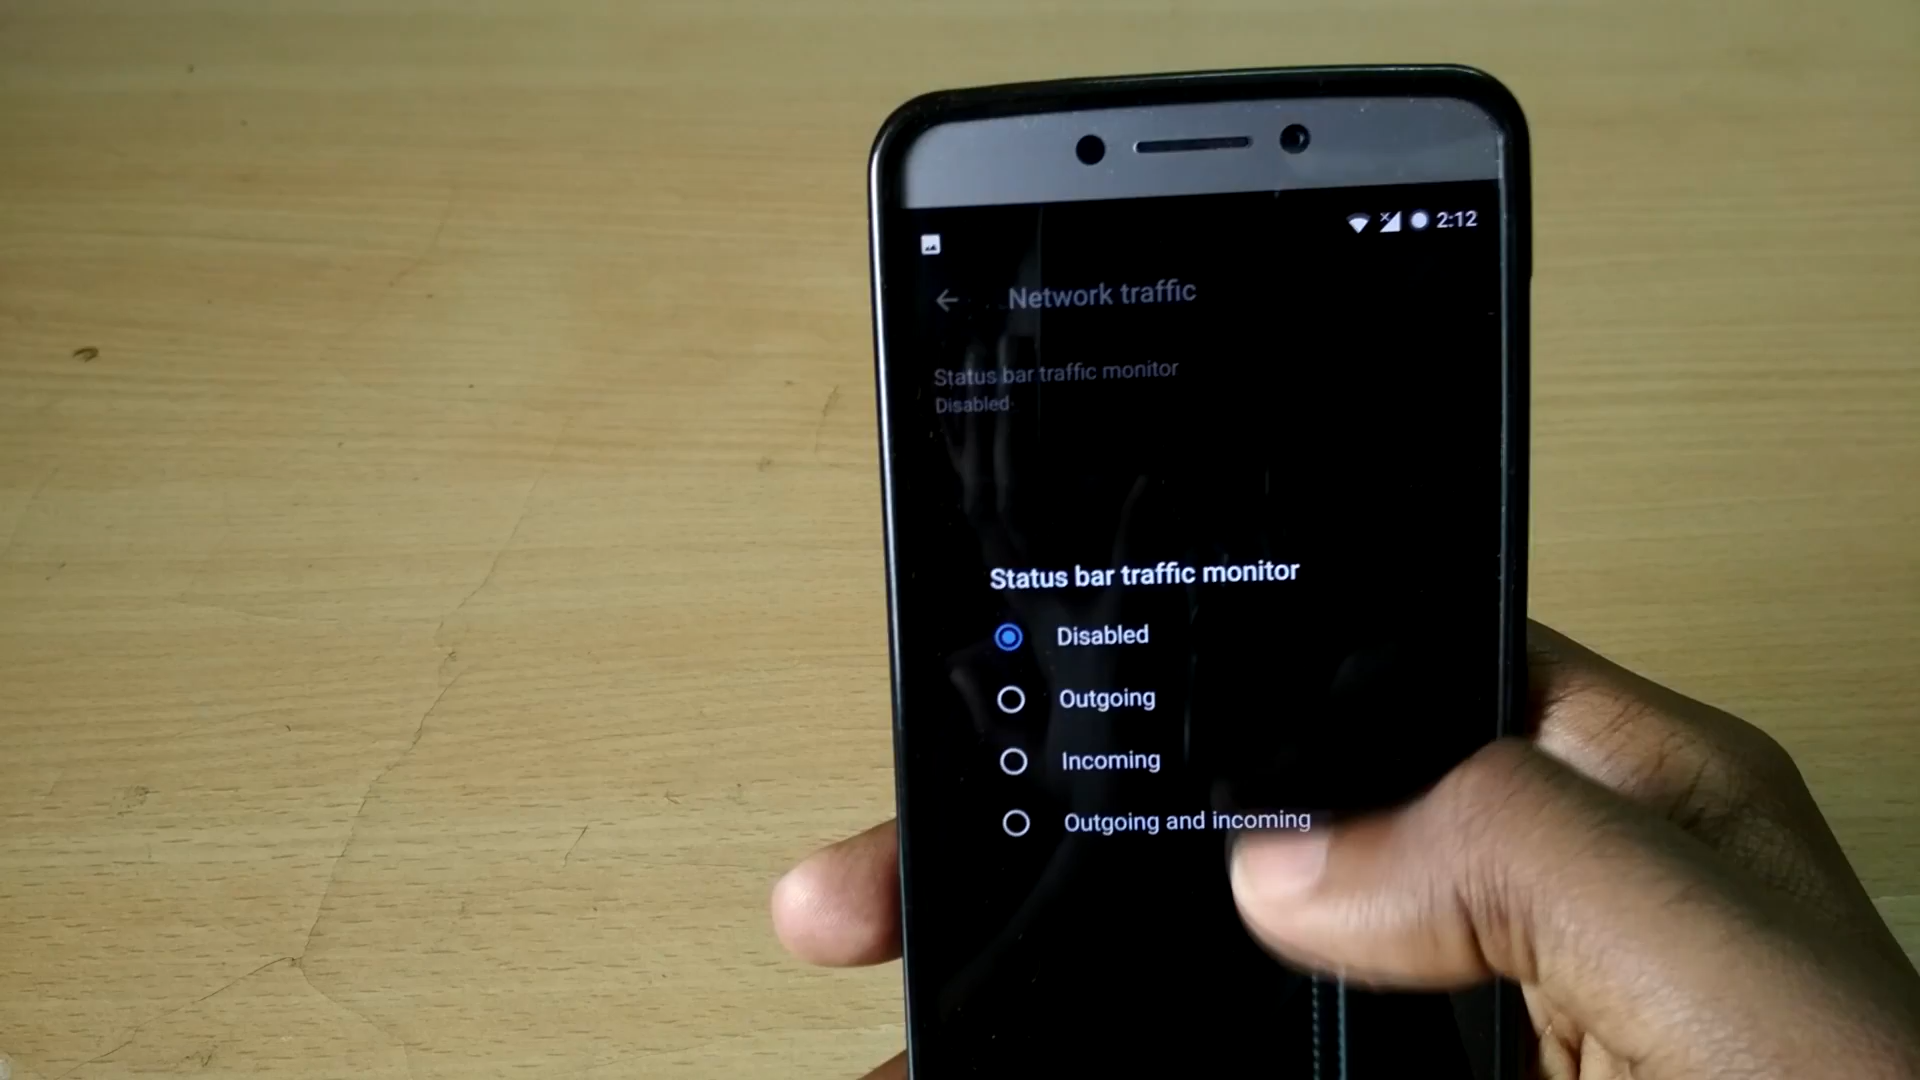 2:12
Network traffic
Status bar traffic monitor
Disabled
Status bar traffic monitor
Disabled
Outgoing
Incoming
Outgoing and incoming